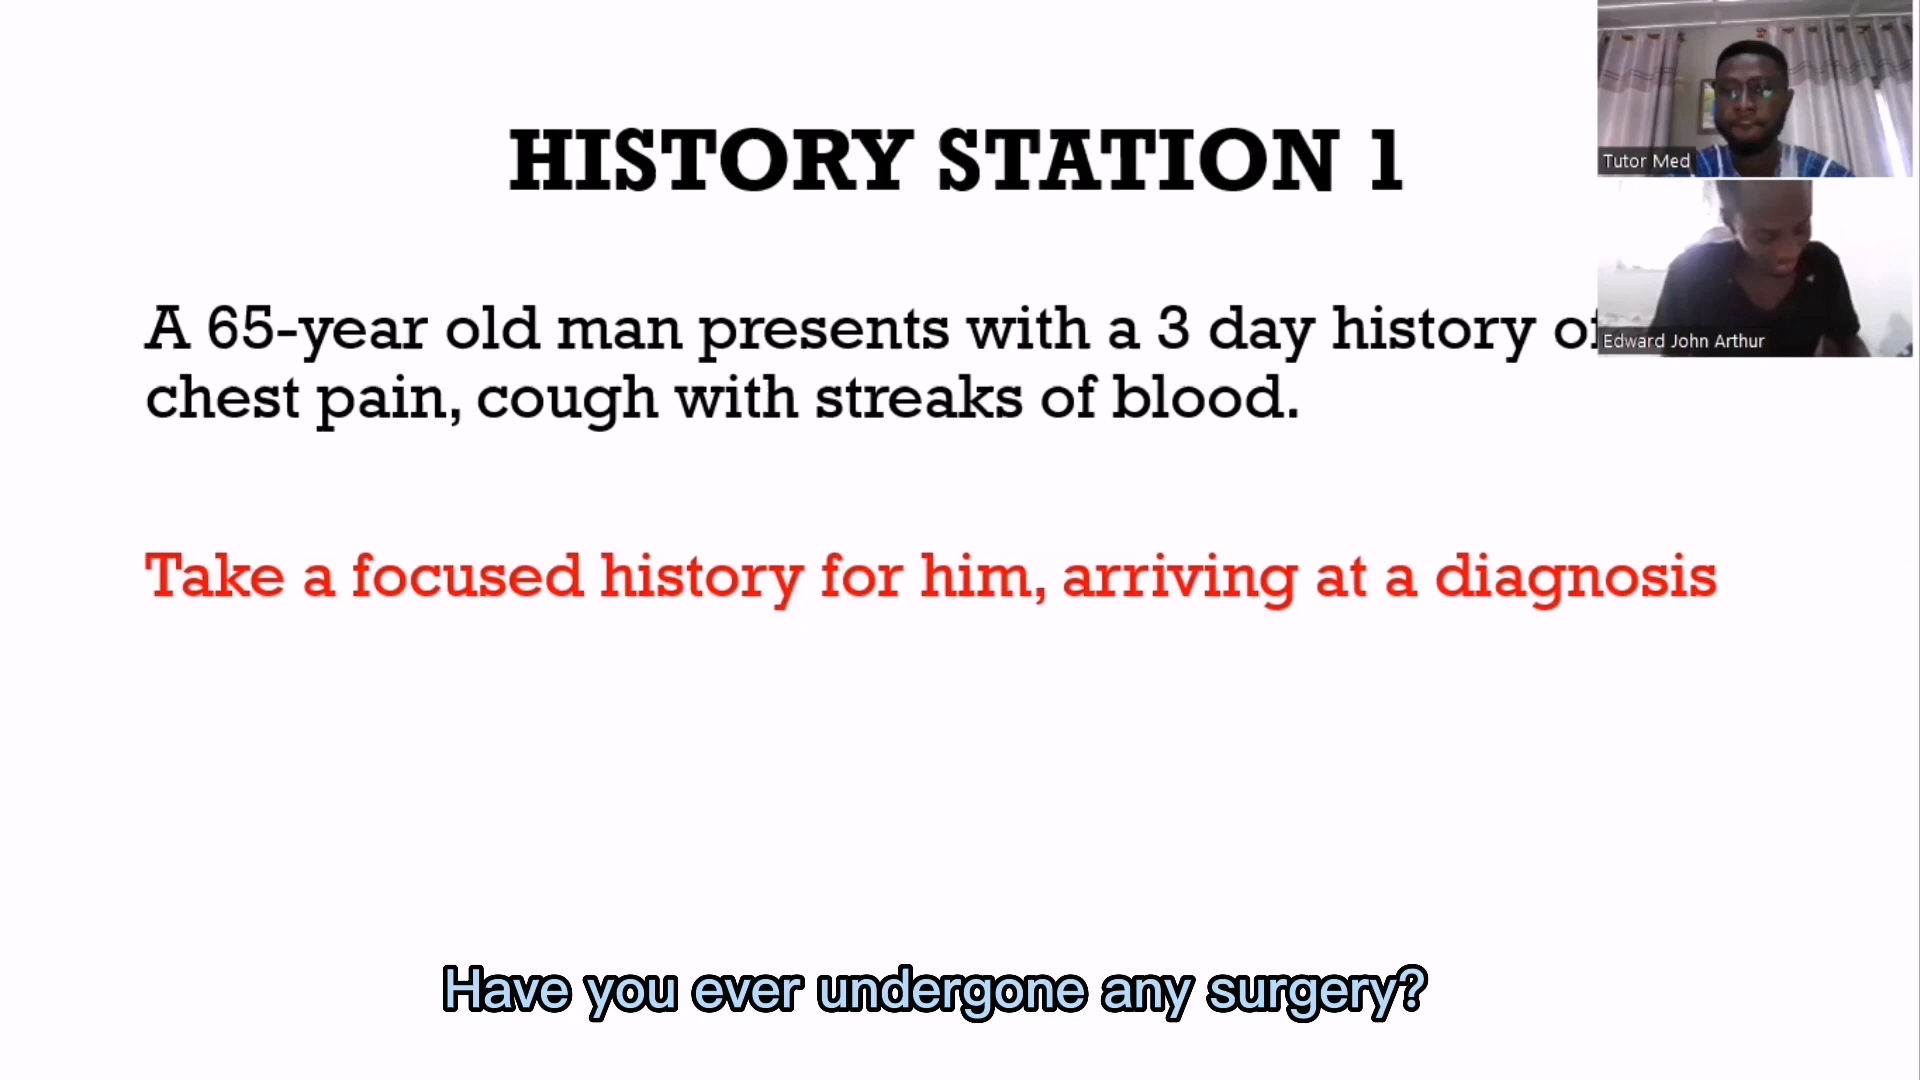 HISTORY STATION 1
Tutor Med
A 65-year old man presents with a 3 day history of
Edward John Arthur
chest pain, cough with streaks of blood.
Take a focused history for him, arriving at a diagnosis
Have you ever undergone any surgery?